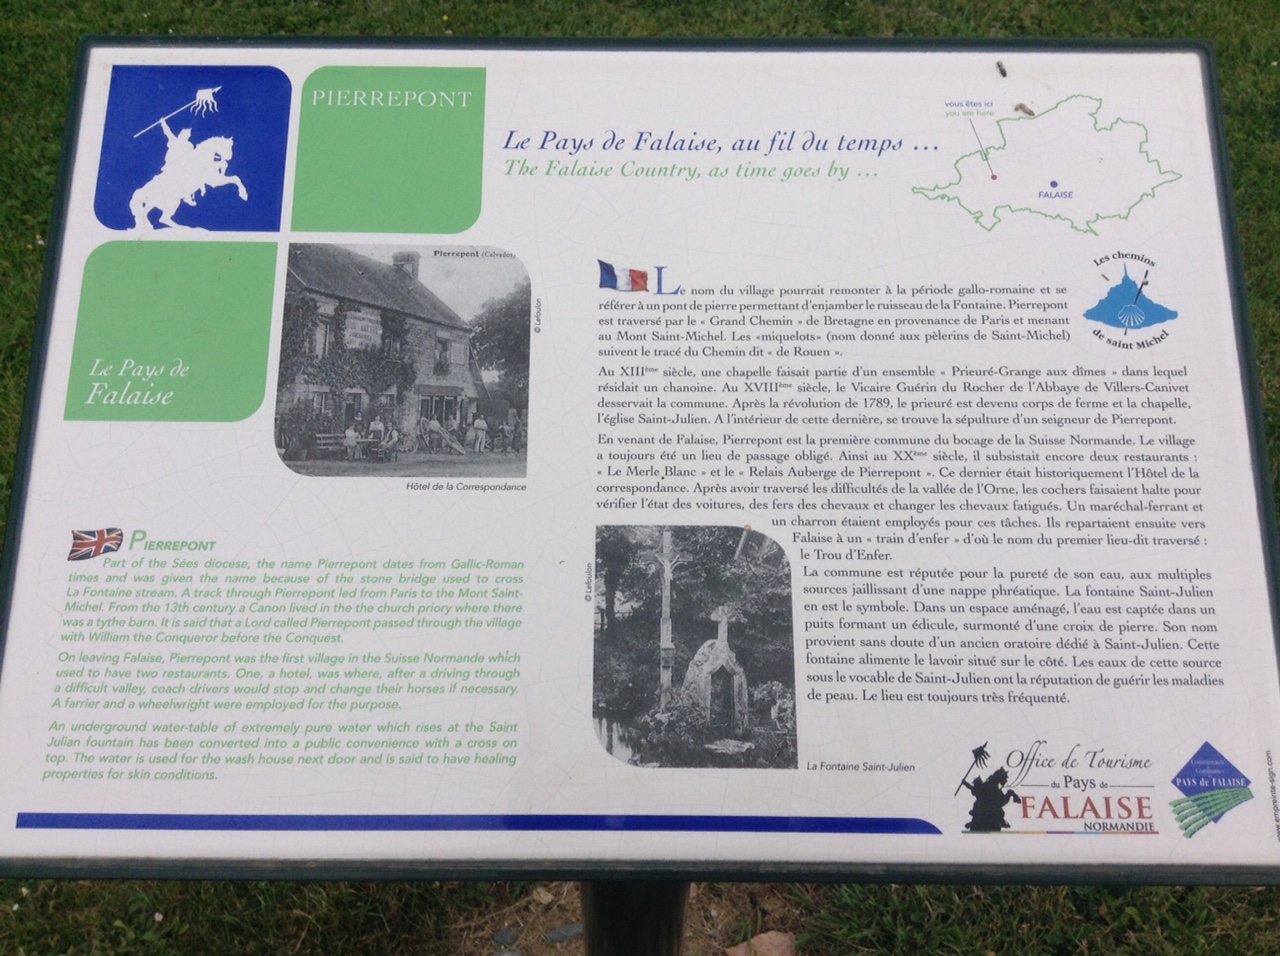 PIERREPONT
Le Pays de Falaise, au fil du temps ...
The Falaise Country, as time goes by ...
vous êtes ici
you are here
FALAISE
Le Pays de
Falaise
Pierrepont (Calvados)
© Lefoulon
Hôtel de la Correspondance
Les chemins
de saint Michel
Le nom du village pourrait remonter à la période gallo-romaine et se
référer à un pont de pierre permettant d'enjamber le ruisseau de la Fontaine. Pierrepont
est traversé par le « Grand Chemin » de Bretagne en provenance de Paris et menant
au Mont Saint-Michel. Les «miquelots» (nom donné aux pèlerins de Saint-Michel)
suivent le tracé du Chemin dit « de Rouen ».
Au XIIIème siècle, une chapelle faisait partie d'un ensemble « Prieuré-Grange aux dîmes » dans lequel
résidait un chanoine. Au XVIIIème siècle, le Vicaire Guérin du Rocher de l'Abbaye de Villers-Canivet
desservait la commune. Après la révolution de 1789, le prieuré est devenu corps de ferme et la chapelle,
l'église Saint-Julien. A l'intérieur de cette dernière, se trouve la sépulture d'un seigneur de Pierrepont.
En venant de Falaise, Pierrepont est la première commune du bocage de la Suisse Normande. Le village
a toujours été un lieu de passage obligé. Ainsi au XXème siècle, il subsistait encore deux restaurants :
« Le Merle Blanc » et le « Relais Auberge de Pierrepont ». Ce dernier était historiquement l'Hôtel de la
correspondance. Après avoir traversé les difficultés de la vallée de l'Orne, les cochers faisaient halte pour
vérifier l'état des voitures, des fers des chevaux et changer les chevaux fatigués. Un maréchal-ferrant et
un charron étaient employés pour ces tâches. Ils repartaient ensuite vers
Falaise à un « train d'enfer » d'où le nom du premier lieu-dit traversé :
le Trou d'Enfer.
La commune est réputée pour la pureté de son eau, aux multiples
sources jaillissant d'une nappe phréatique. La fontaine Saint-Julien
en est le symbole. Dans un espace aménagé, l'eau est captée dans un
puits formant un édicule, surmonté d'une croix de pierre. Son nom
provient sans doute d'un ancien oratoire dédié à Saint-Julien. Cette
fontaine alimente le lavoir situé sur le côté. Les eaux de cette source
sous le vocable de Saint-Julien ont la réputation de guérir les maladies
de peau. Le lieu est toujours très fréquenté.
© Lefoulon
La Fontaine Saint-Julien
PIERREPONT
Part of the Sées diocese, the name Pierrepont dates from Gallic-Roman
times and was given the name because of the stone bridge used to cross
La Fontaine stream. A track through Pierrepont led from Paris to the Mont Saint-
Michel. From the 13th century a Canon lived in the the church priory where there
was a tythe barn. It is said that a Lord called Pierrepont passed through the village
with William the Conqueror before the Conquest.
On leaving Falaise, Pierrepont was the first village in the Suisse Normande which
used to have two restaurants. One, a hotel, was where, after a driving through
a difficult valley, coach drivers would stop and change their horses if necessary.
A farrier and a wheelwright were employed for the purpose.
An underground water-table of extremely pure water which rises at the Saint
Julian fountain has been converted into a public convenience with a cross on
top. The water is used for the wash house next door and is said to have healing
properties for skin conditions.
Office de Tourisme
du Pays de
FALAISE
NORMANDIE
Communauté
de Communes
PAYS de FALAISE